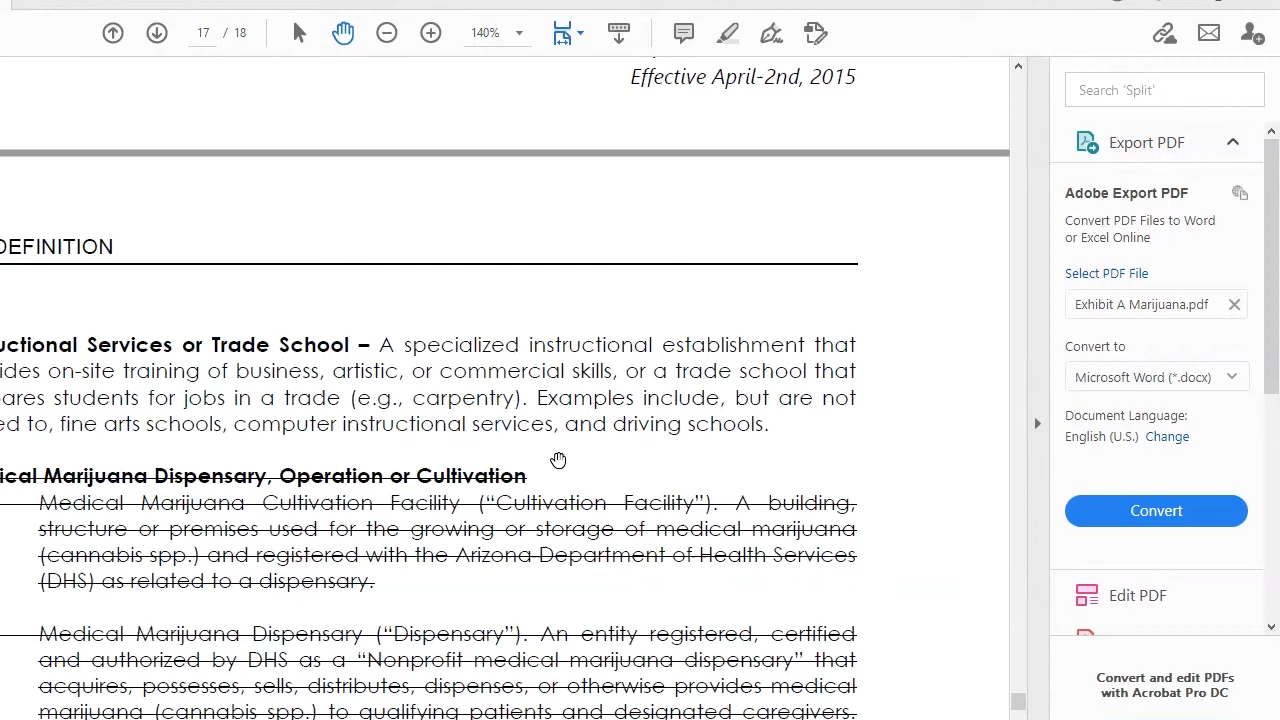 17 / 18
140%
Effective April-2nd, 2015
DEFINITION
uctional Services or Trade School – A specialized instructional establishment that
ides on-site training of business, artistic, or commercial skills, or a trade school that
ares students for jobs in a trade (e.g., carpentry). Examples include, but are not
ed to, fine arts schools, computer instructional services, and driving schools.
ical Marijuana Dispensary, Operation or Cultivation
Medical Marijuana Cultivation Facility (“Cultivation Facility”). A building,
structure or premises used for the growing or storage of medical marijuana
(cannabis spp.) and registered with the Arizona Department of Health Services
(DHS) as related to a dispensary.
Medical Marijuana Dispensary (“Dispensary”). An entity registered, certified
and authorized by DHS as a “Nonprofit medical marijuana dispensary” that
acquires, possesses, sells, distributes, dispenses, or otherwise provides medical
marijuana (cannabis spp.) to qualifying patients and designated caregivers.
Search 'Split'
Export PDF
Adobe Export PDF
Convert PDF Files to Word
or Excel Online
Select PDF File
Exhibit A Marijuana.pdf
Convert to
Microsoft Word (*.docx)
Document Language:
English (U.S.) Change
Convert
Edit PDF
Convert and edit PDFs
with Acrobat Pro DC